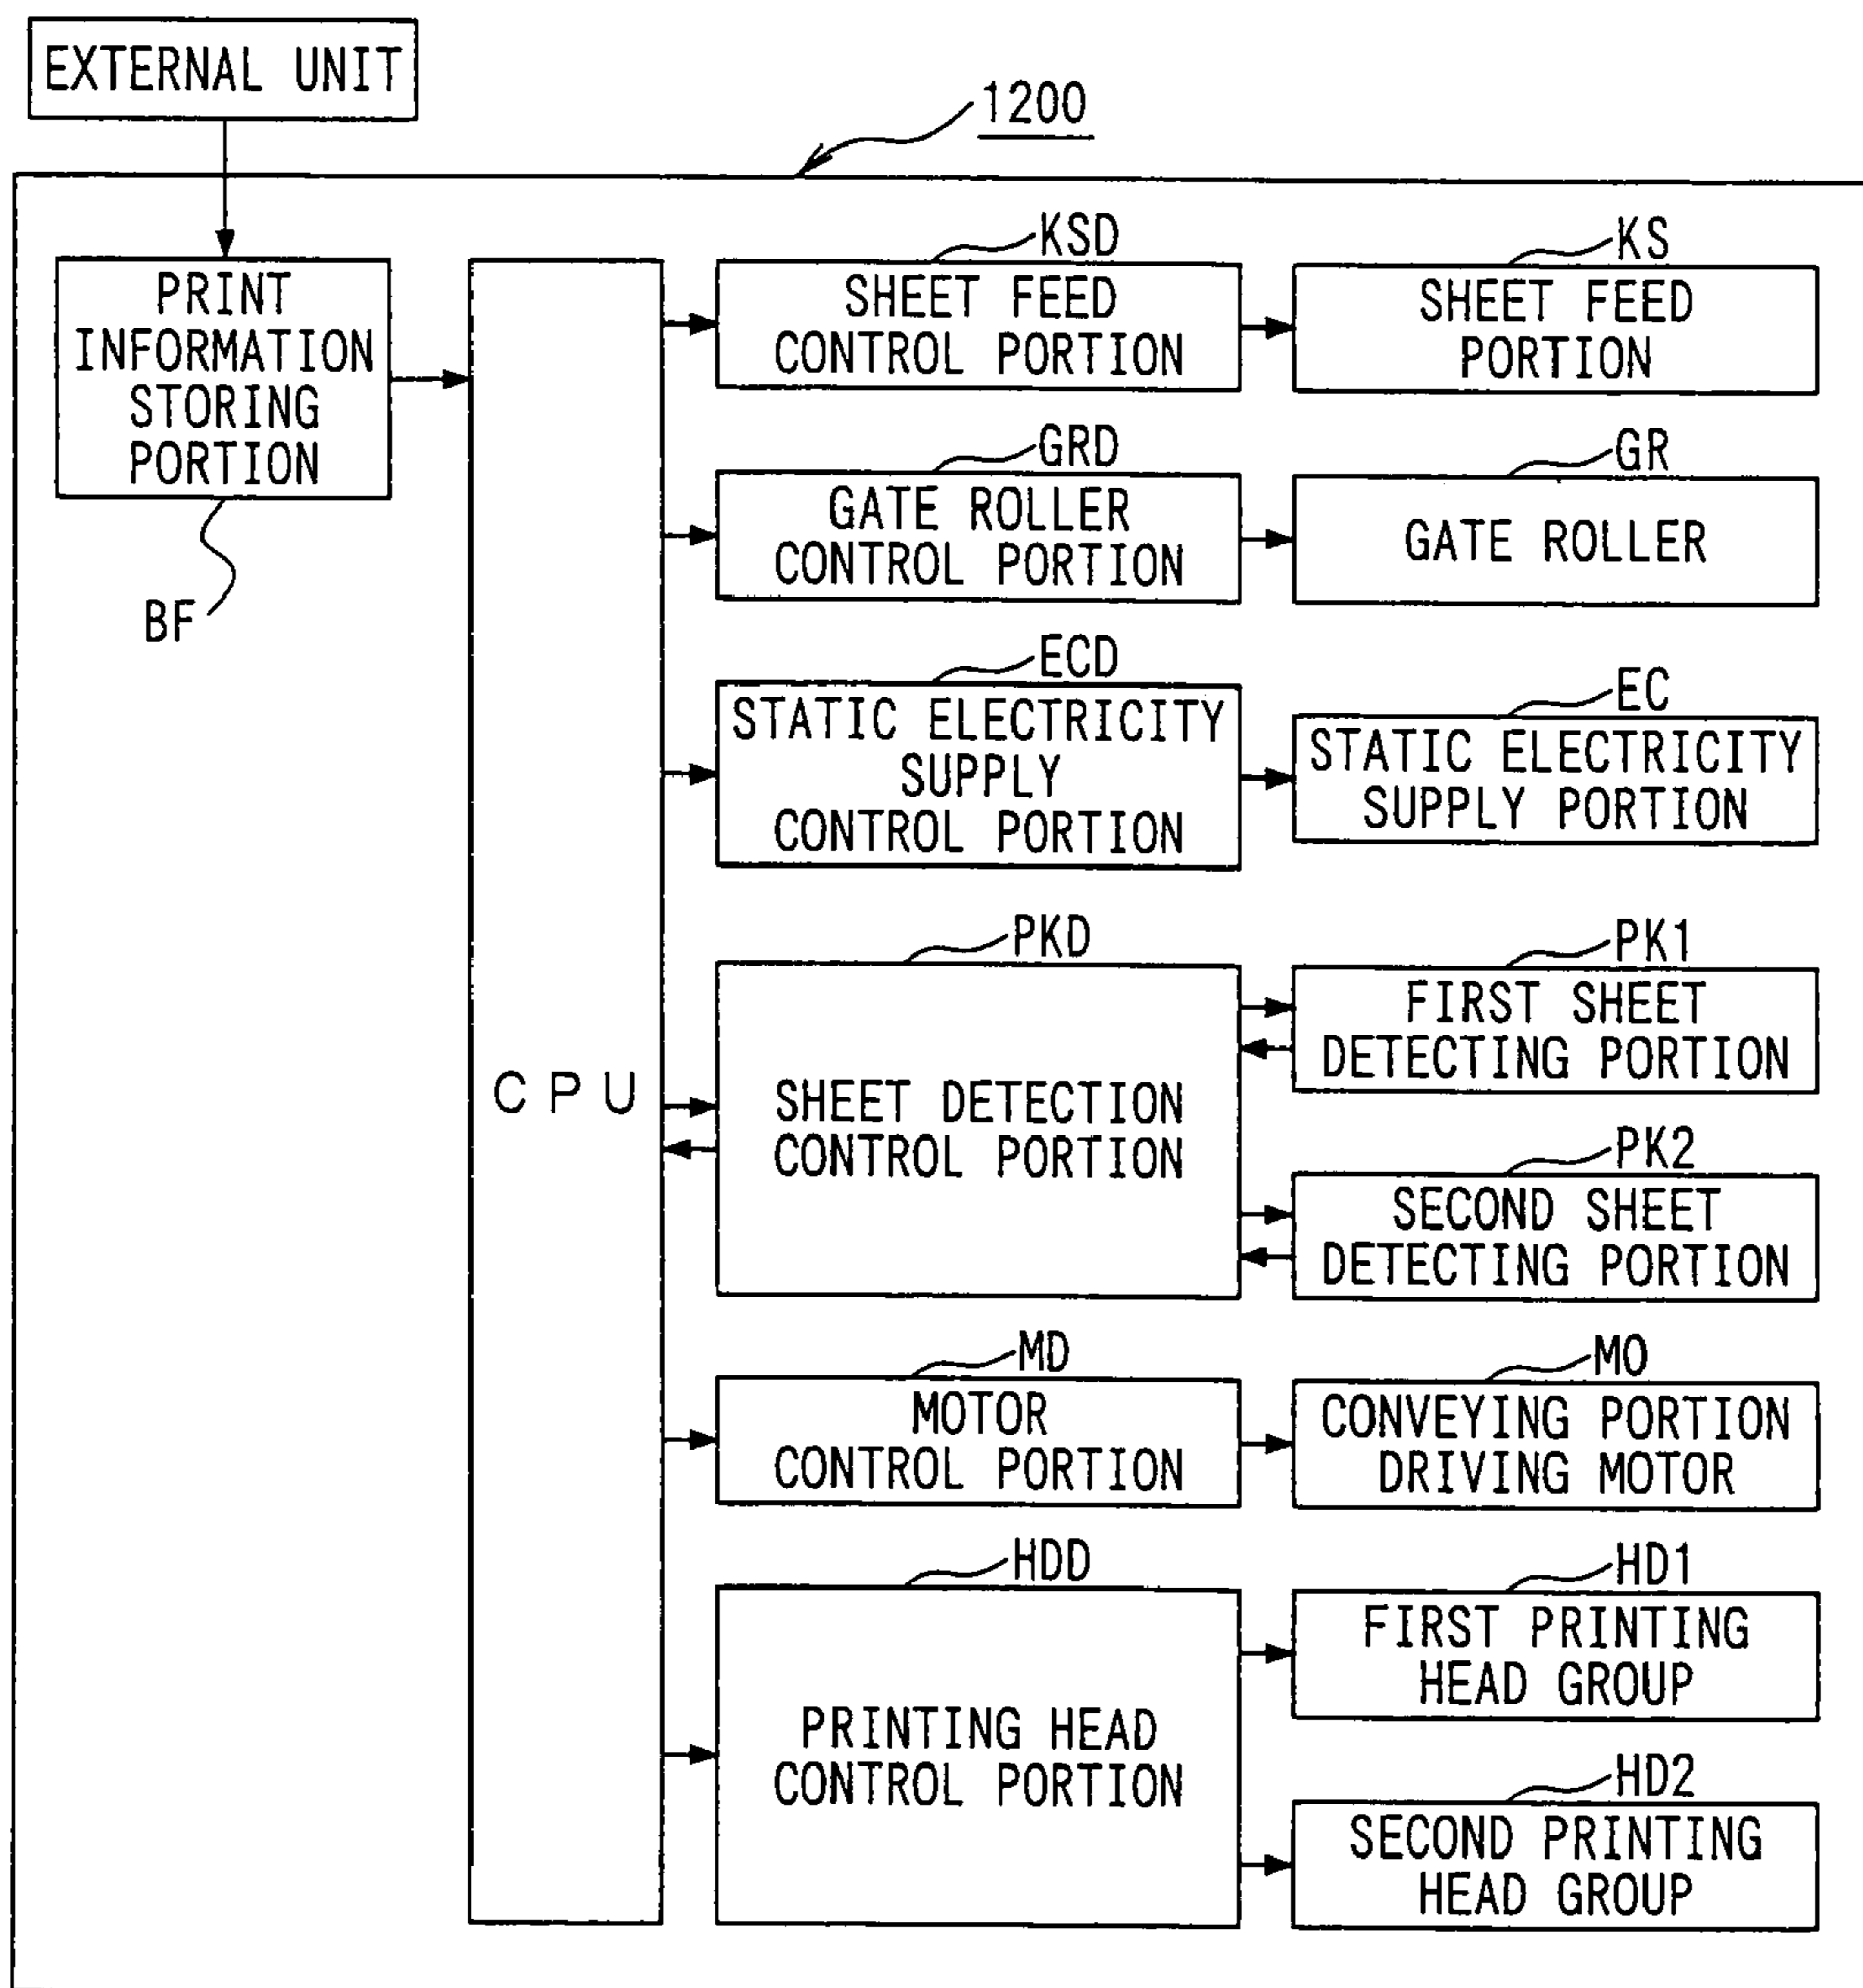 EXTERNAL UNIT
1200
PRINT
INFORMATION
STORING
PORTION
BF
CPU
KSD
SHEET FEED
CONTROL PORTION
KS
SHEET FEED
PORTION
GRD
GATE ROLLER
CONTROL PORTION
GR
GATE ROLLER
ECD
STATIC ELECTRICITY
SUPPLY
CONTROL PORTION
EC
STATIC ELECTRICITY
SUPPLY PORTION
PKD
SHEET DETECTION
CONTROL PORTION
PK1
FIRST SHEET
DETECTING PORTION
PK2
SECOND SHEET
DETECTING PORTION
MD
MOTOR
CONTROL PORTION
MO
CONVEYING PORTION
DRIVING MOTOR
HDD
PRINTING HEAD
CONTROL PORTION
HD1
FIRST PRINTING
HEAD GROUP
HD2
SECOND PRINTING
HEAD GROUP